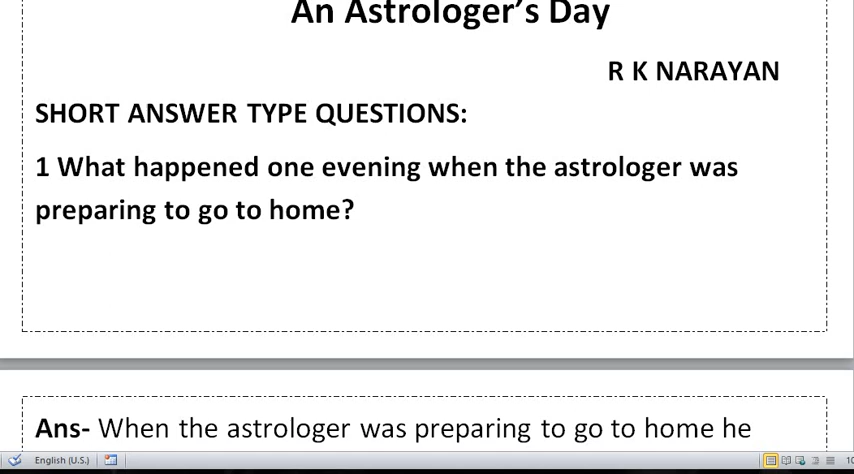 An Astrologer's Day
R K NARAYAN
SHORT ANSWER TYPE QUESTIONS:
1 What happened one evening when the astrologer was
preparing to go to home?
Ans- When the astrologer was preparing to go to home he
English (U.S.)
10